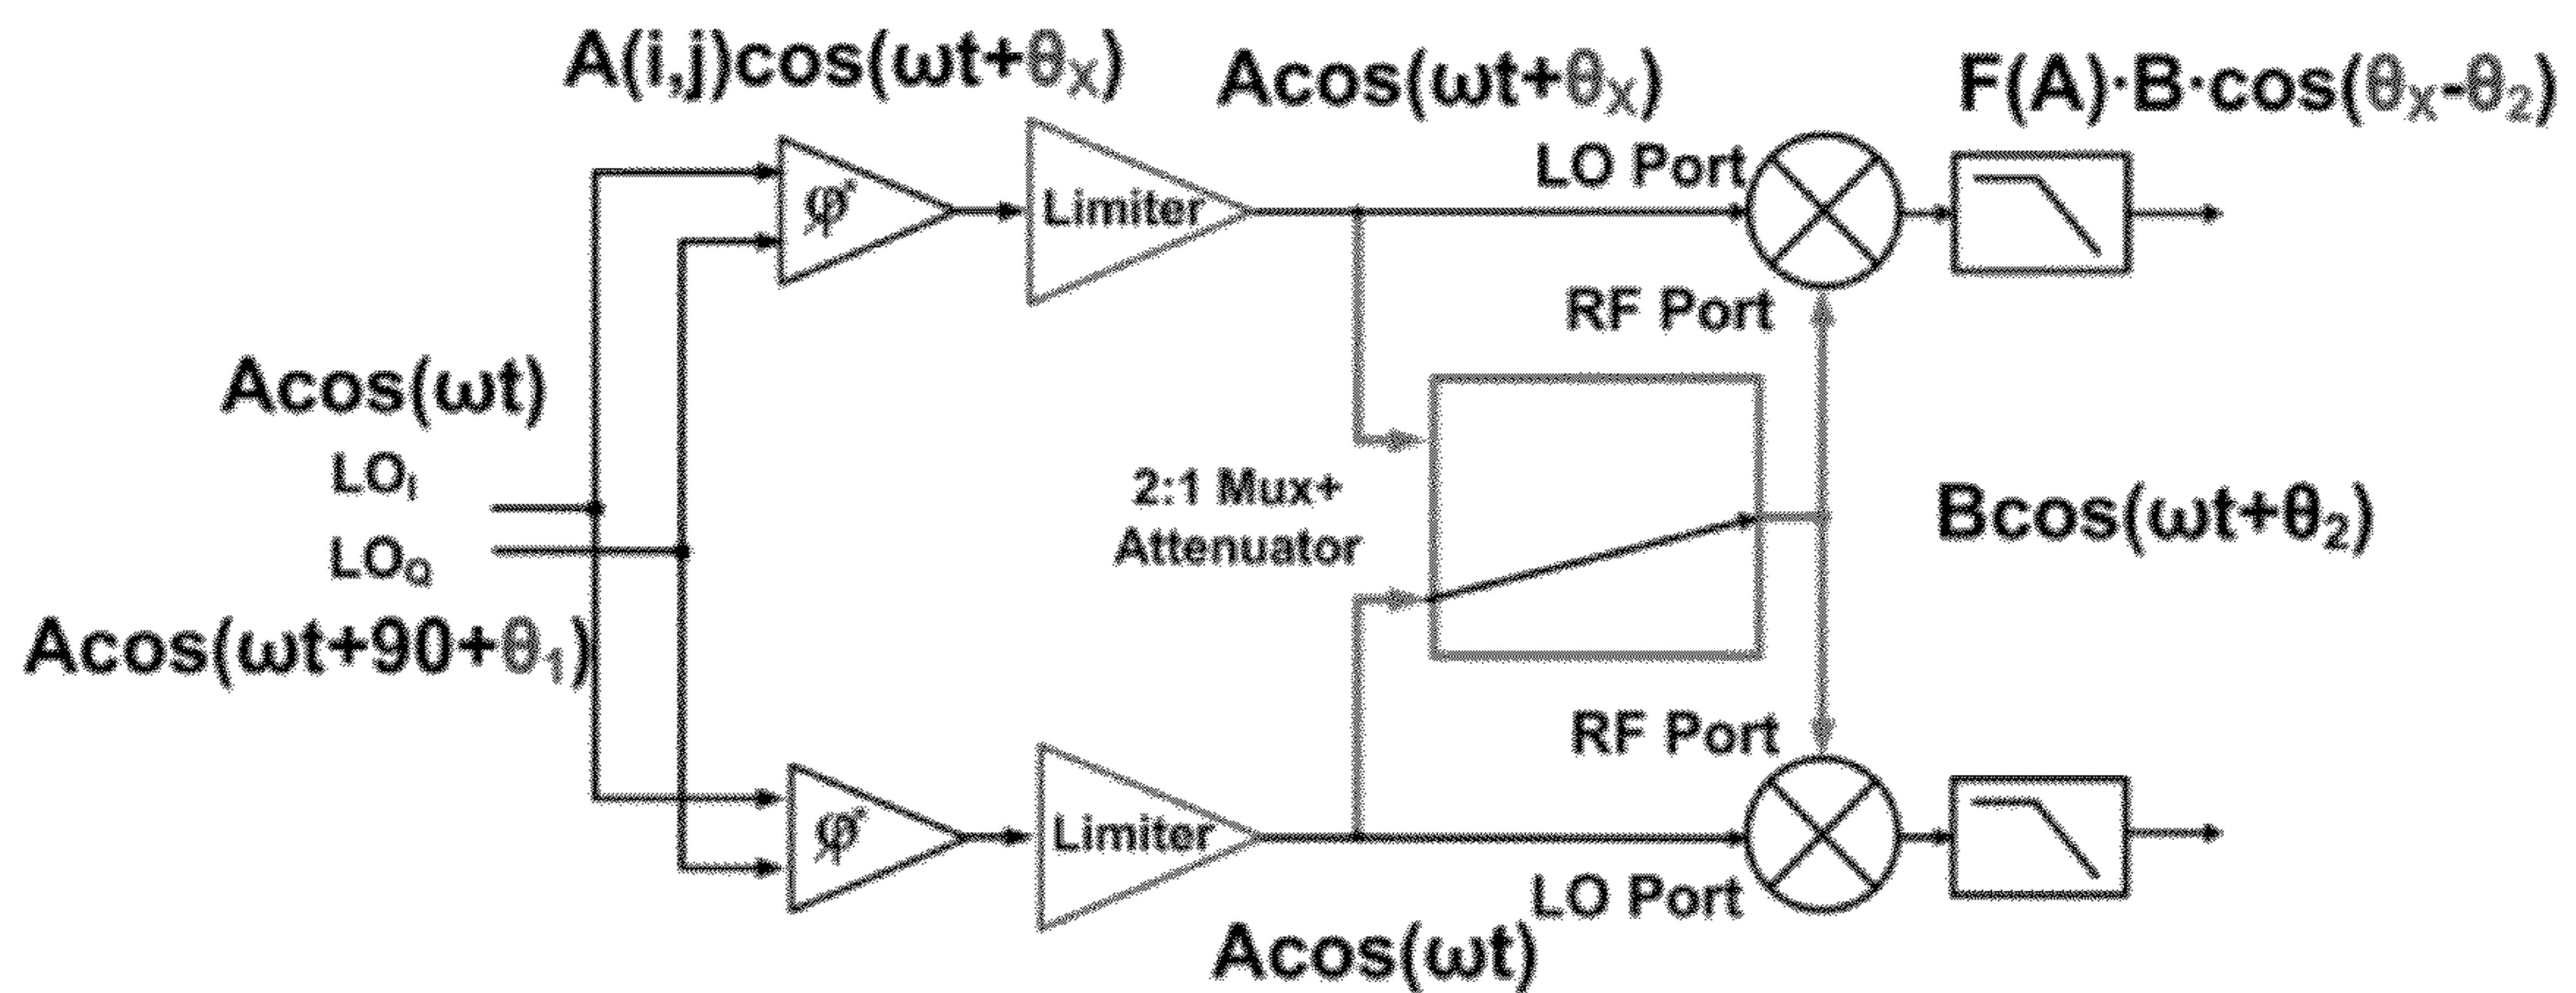 A(i,j)cos(ωt+θX)
Acos(ωt+θX)
F(A)·B·cos(θX-θ2)
LO Port
φ
Limiter
RF Port
Acos(ωt)
LOI
LOQ
Acos(ωt+90+θ1)
2:1 Mux+
Attenuator
Bcos(ωt+θ2)
RF Port
φ
Limiter
LO Port
Acos(ωt)